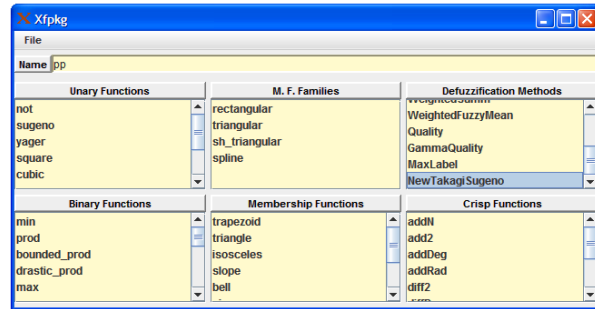 Xfpkg
File
Name pp
Unary Functions
not
sugeno
yager
square
cubic
M. F. Families
rectangular
triangular
sh_triangular
spline
Defuzzification Methods
WeightedFuzzyMean
Quality
GammaQuality
MaxLabel
NewTakagiSugeno
Binary Functions
min
prod
bounded_prod
drastic_prod
max
Membership Functions
trapezoid
triangle
isosceles
slope
bell
Crisp Functions
addN
add2
addDeg
addRad
diff2